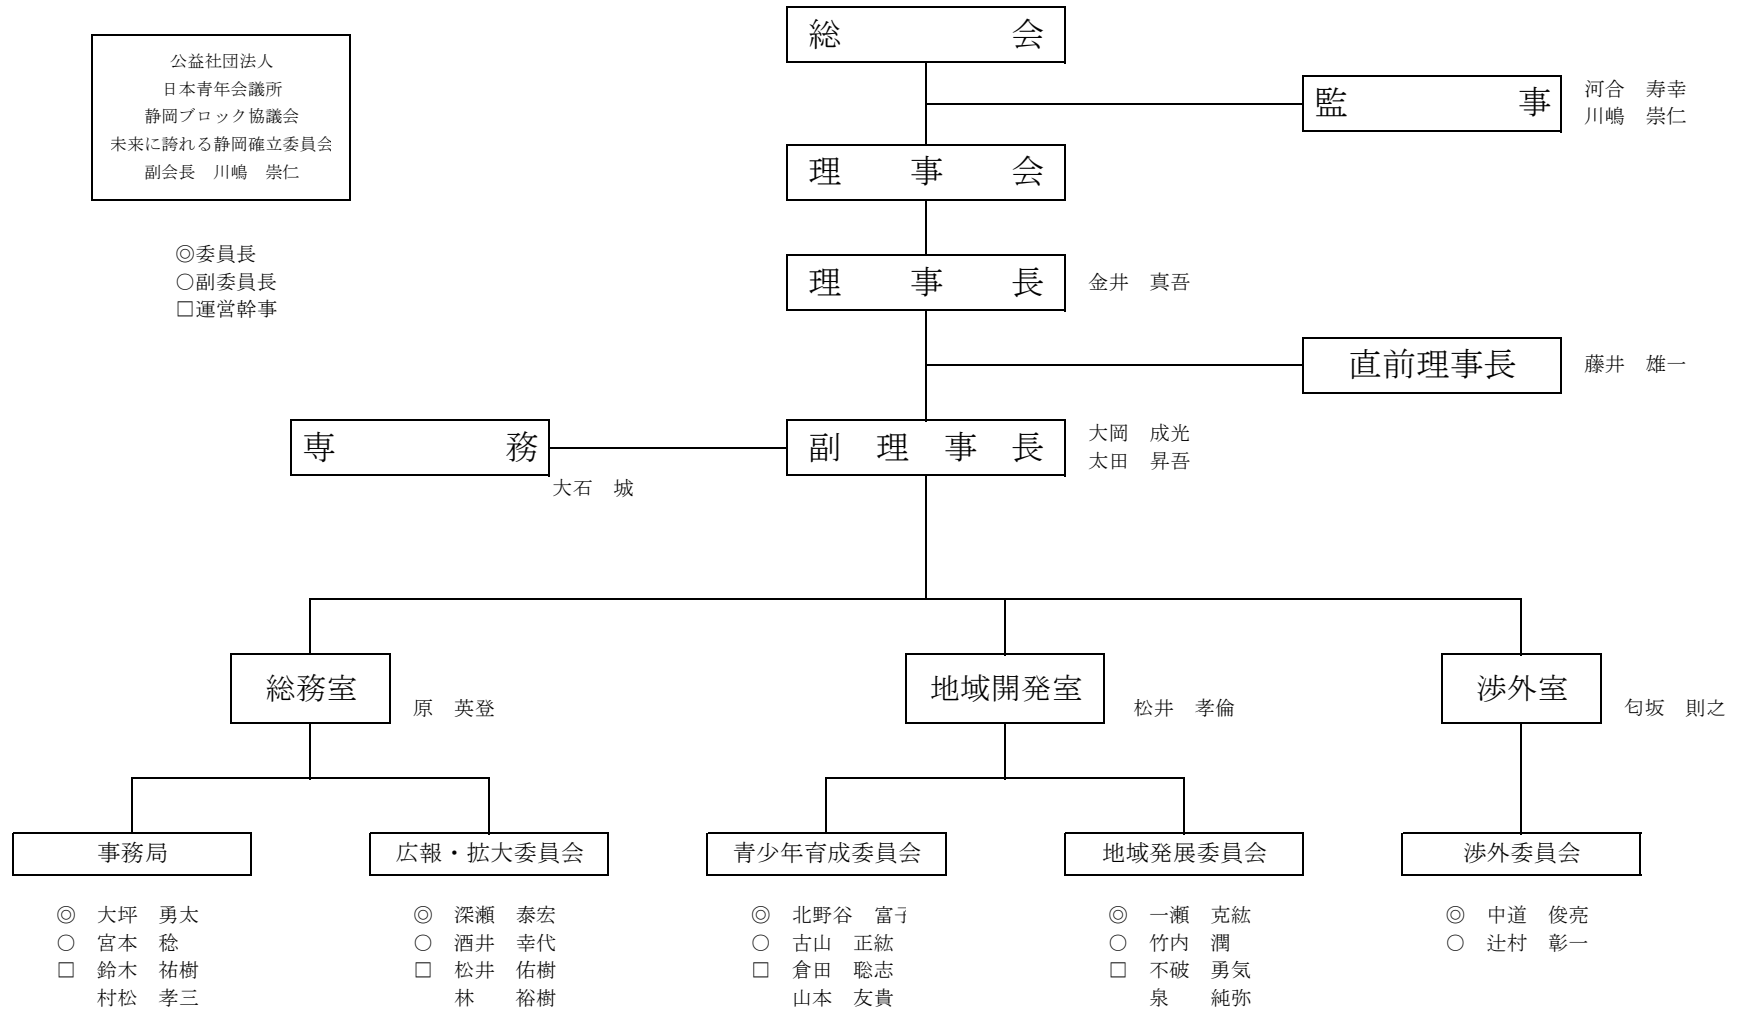 総　会
公益社団法人
日本青年会議所
静岡ブロック協議会
未来に誇れる静岡確立委員会
副会長　川嶋　崇仁
監　事
河合　寿幸
川嶋　崇仁
理　事　会
◎委員長
○副委員長
□運営幹事
理　事　長
金井　真吾
直前理事長
藤井　雄一
専　務
大石　城
副　理　事　長
大岡　成光
太田　昇吾
総務室
原　英登
地域開発室
松井　孝倫
渉外室
匂坂　則之
事務局
◎　大坪　勇太
○　宮本　稔
□　鈴木　祐樹
村松　孝三
広報・拡大委員会
◎　深瀬　泰宏
○　酒井　幸代
□　松井　佑樹
林　裕樹
青少年育成委員会
◎　北野谷　富子
○　古山　正紘
□　倉田　聡志
山本　友貴
地域発展委員会
◎　一瀬　克紘
○　竹内　潤
□　不破　勇気
泉　純弥
渉外委員会
◎　中道　俊亮
○　辻村　彰一